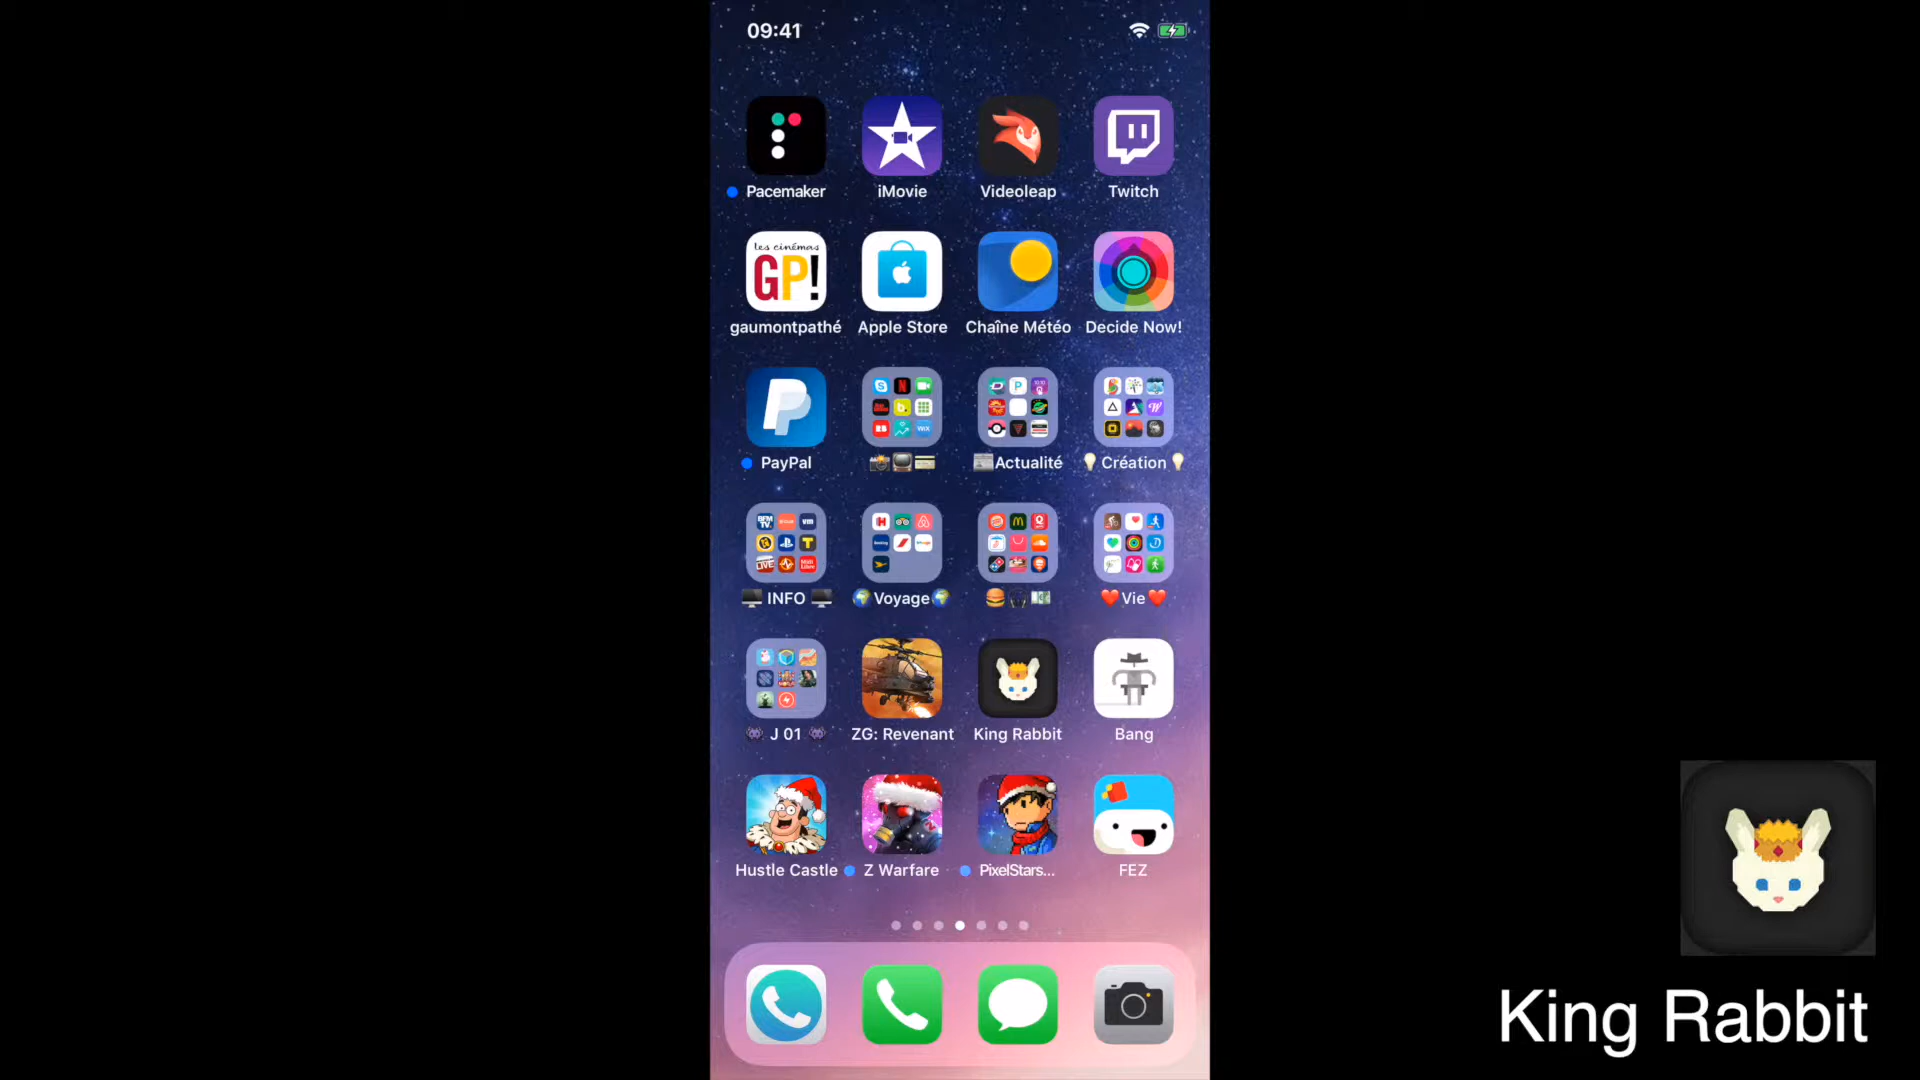 09:41
Pacemaker
iMovie
Videoleap
Twitch
les cinémas
GP!
gaumontpathé
Apple Store
Chaîne Météo
Decide Now!
PayPal
📸📺💳
📰Actualité
💡Création💡
🖥 INFO 🖥
🌍Voyage🌍
🍔🎧💵
❤️Vie❤️
👾 J 01 👾
ZG: Revenant
King Rabbit
Bang
Hustle Castle
Z Warfare
PixelStars...
FEZ
King Rabbit